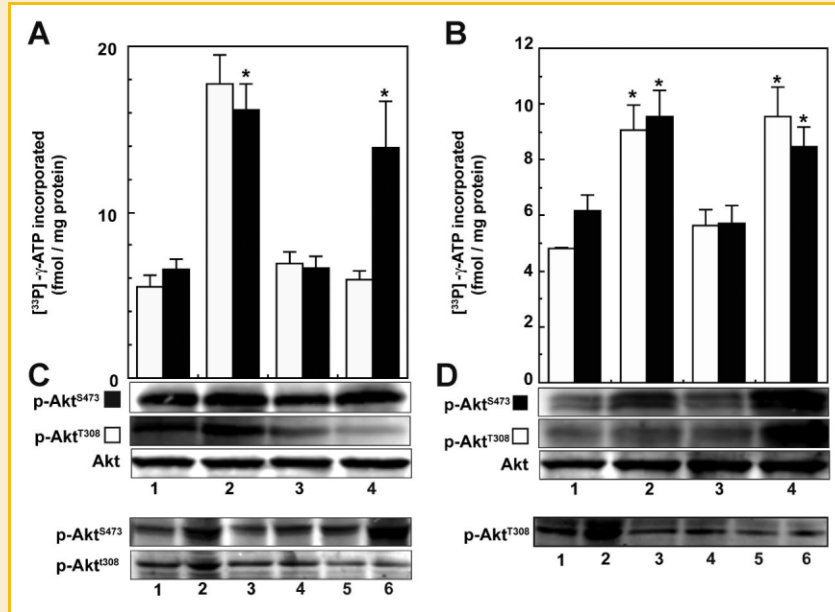 A
[33P]-γ-ATP incorporated
(fmol / mg protein)
20
10
0
*
*
B
[33P]-γ-ATP incorporated
(fmol / mg protein)
12
10
8
6
4
2
0
*
*
*
*
C
p-AktS473
p-AktT308
Akt
1 2 3 4
p-AktS473
p-Aktt308
1 2 3 4 5 6
D
p-AktS473
p-AktT308
Akt
1 2 3 4
p-AktT308
1 2 3 4 5 6